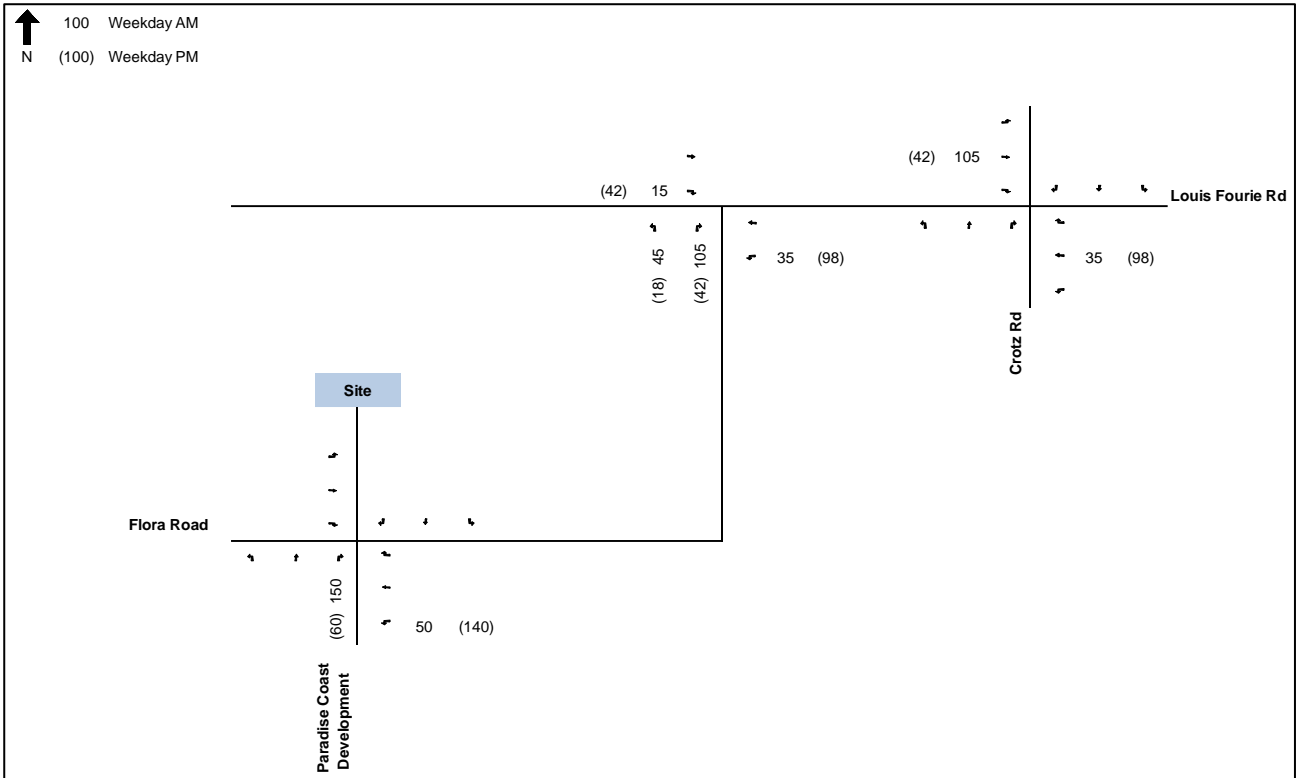 100 Weekday AM
N (100) Weekday PM
(42) 105
(42) 15
Louis Fourie Rd
(18) 45
(42) 105
35 (98)
35 (98)
Crotz Rd
Site
Flora Road
(60) 150
50 (140)
Paradise Coast
Development